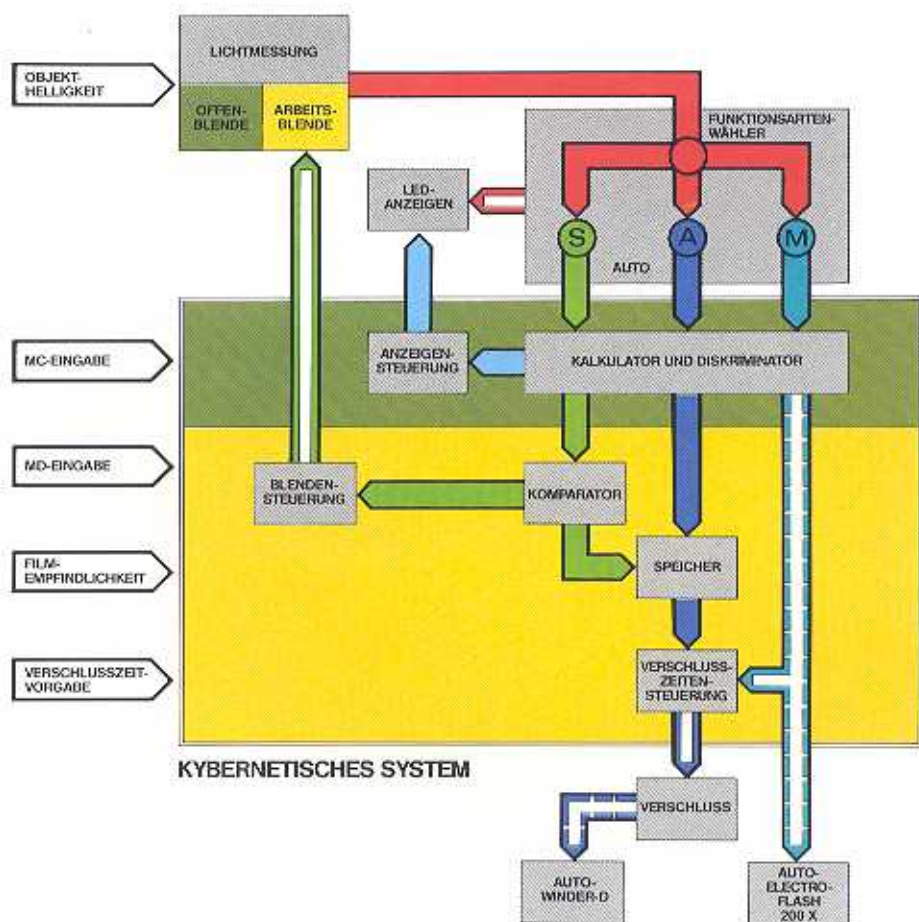 LICHTMESSUNG
OBJEKT-
HELLIGKEIT
OFFEN-
BLENDE
ARBEITS-
BLENDE
FUNKTIONSARTEN-
WÄHLER
LED-
ANZEIGEN
S
A
M
AUTO
MC-EINGABE
ANZEIGEN-
STEUERUNG
KALKULATOR UND DISKRIMINATOR
MD-EINGABE
BLENDEN-
STEUERUNG
KOMPARATOR
FILM-
EMPFINDLICHKEIT
SPEICHER
VERSCHLUSSZEIT-
VORGABE
VERSCHLUSS-
ZEITEN-
STEUERUNG
KYBERNETISCHES SYSTEM
VERSCHLUSS
AUTO-
WINDER-D
AUTO-
ELECTRO-
FLASH
200 X